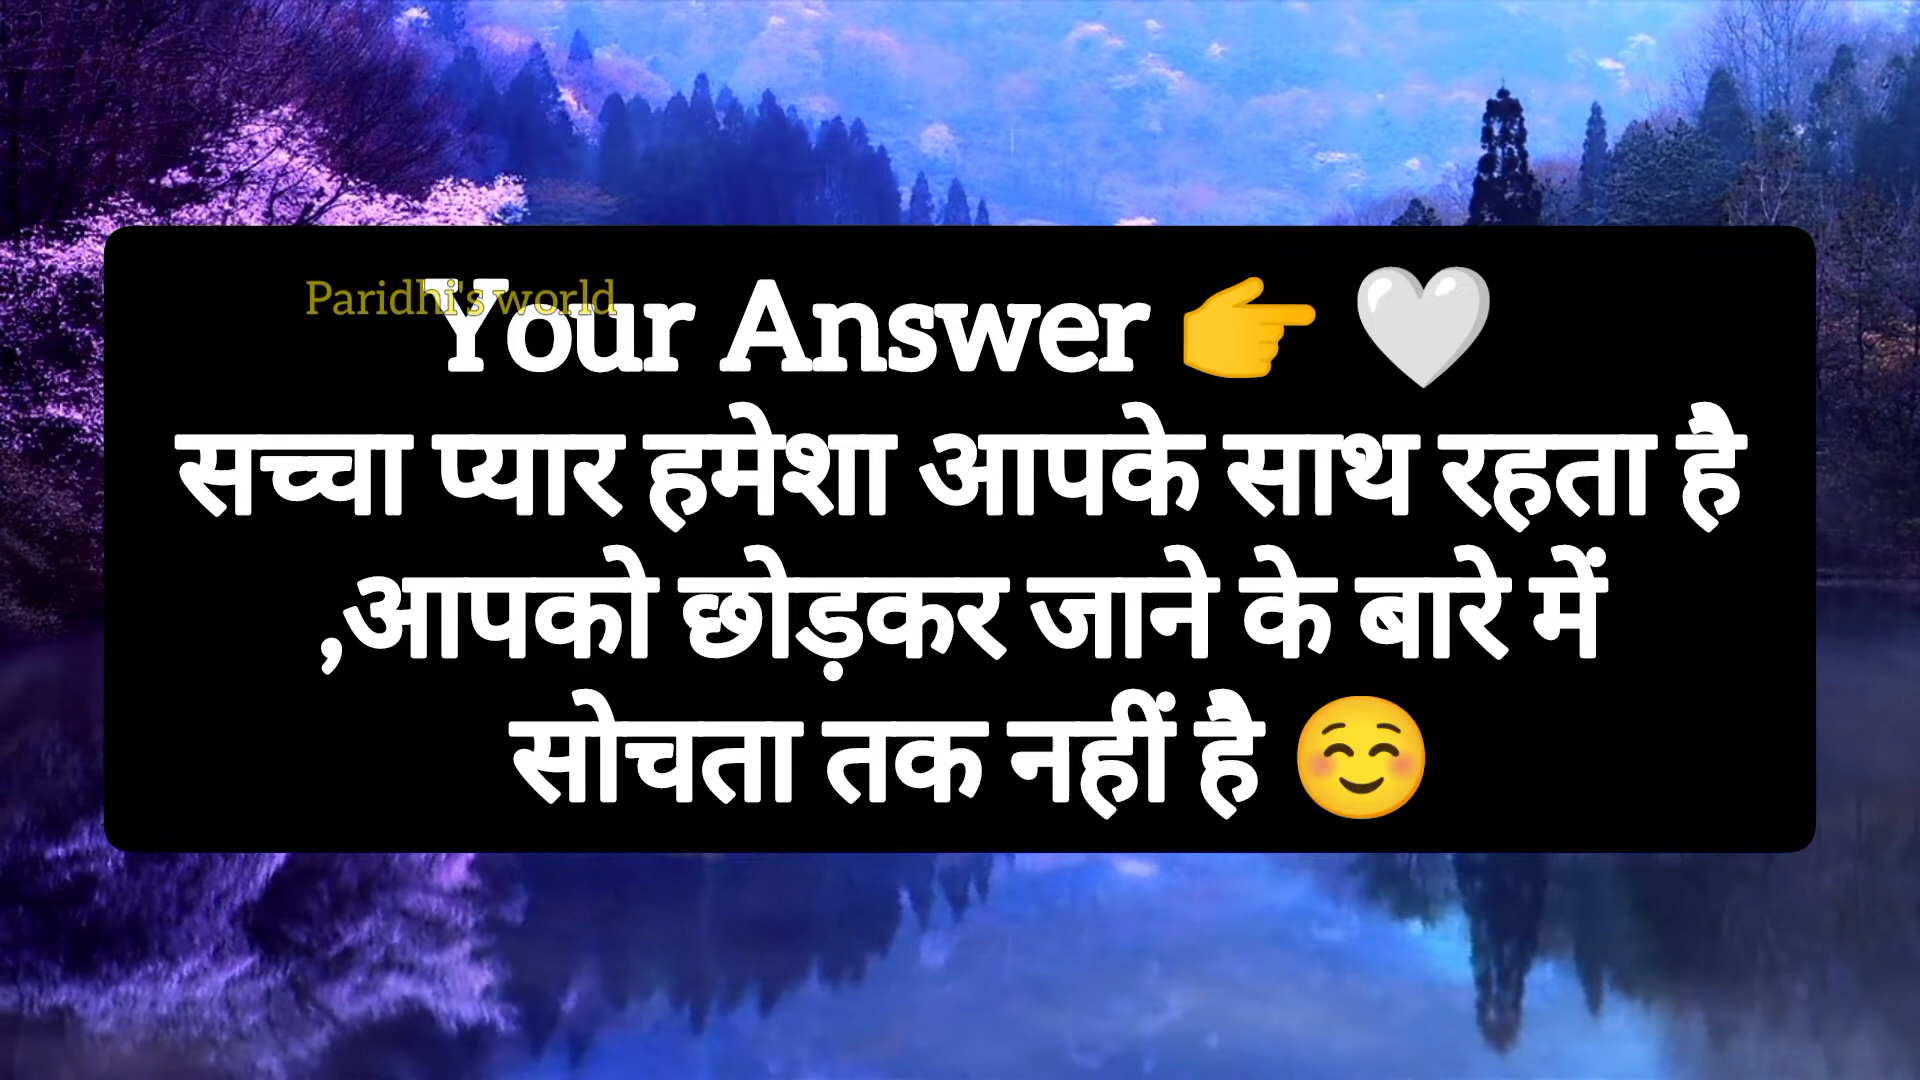 Paridhi's world
Your Answer 👉 🤍
सच्चा प्यार हमेशा आपके साथ रहता है
,आपको छोड़कर जाने के बारे में
सोचता तक नहीं है ☺️